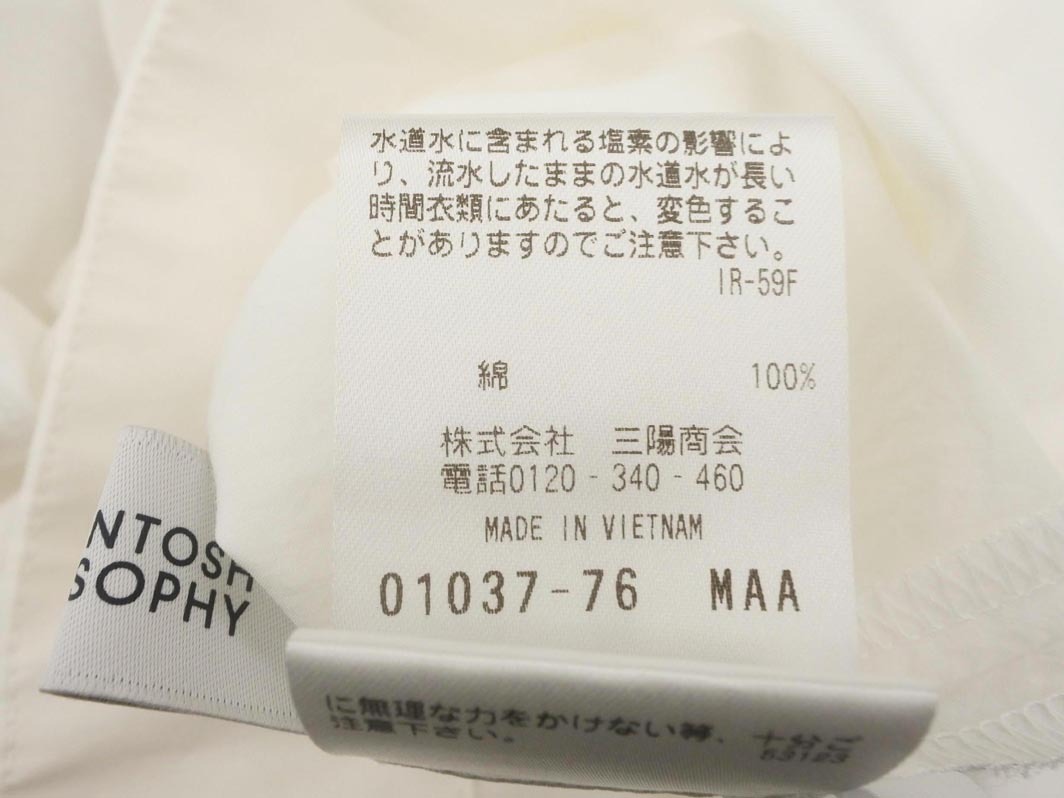 水道水に含まれる塩素の影響によ
り、流水したままの水道水が長い
時間衣類にあたると、変色するこ
とがありますのでご注意下さい。
IR-59F
綿 100%
株式会社 三陽商会
電話0120-340-460
MADE IN VIETNAM
01037-76 MAA
NTOSH
SOPHY
に無理な力をかけない等、十分ご
注意下さい。
53123